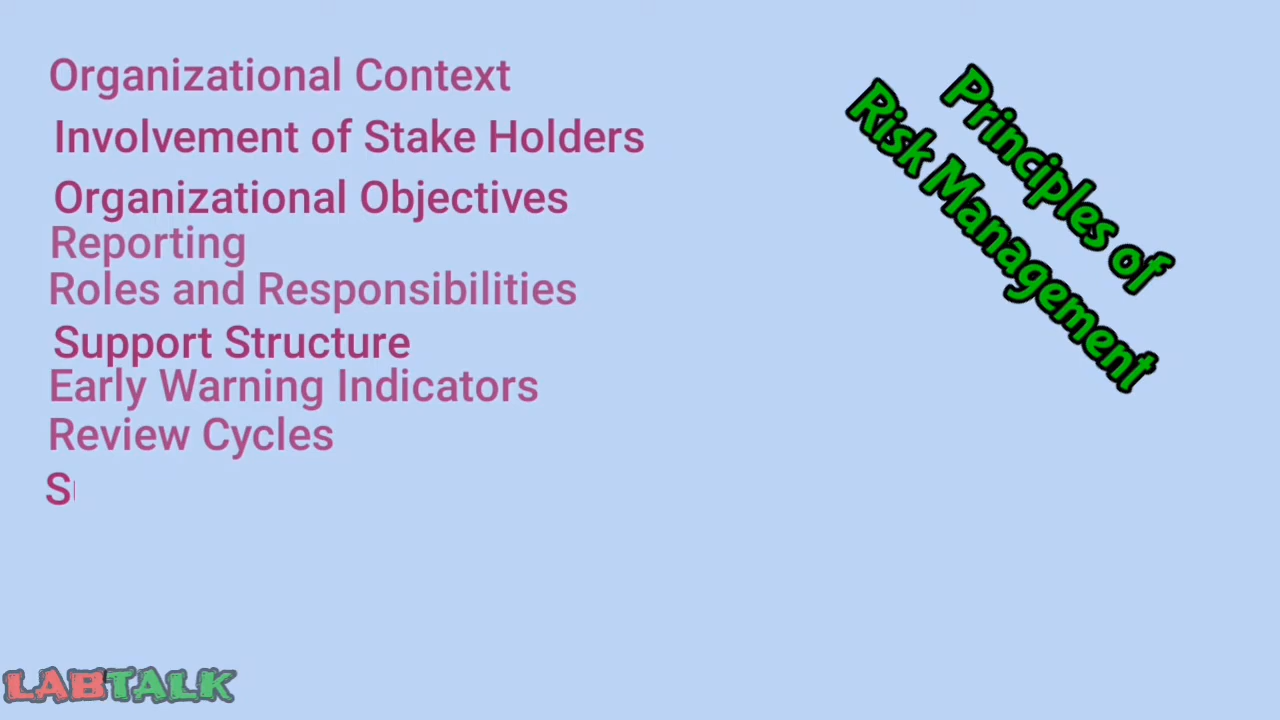 Organizational Context
Involvement of Stake Holders
Organizational Objectives
Reporting
Roles and Responsibilities
Support Structure
Early Warning Indicators
Review Cycles
S
Principles of
Risk Management
LABTALK